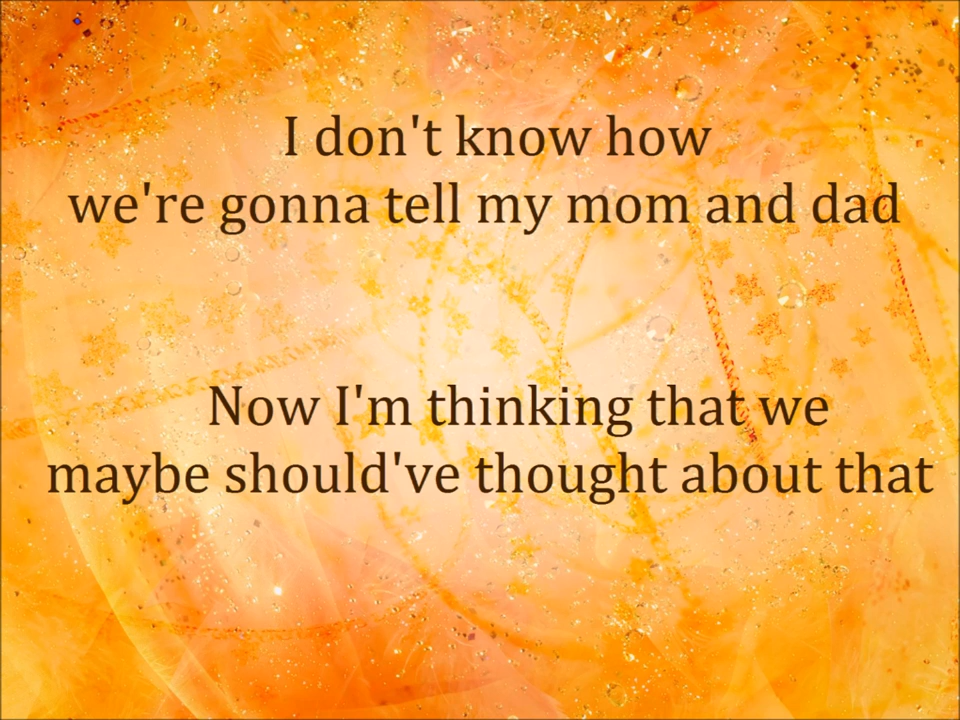 I don't know how
we're gonna tell my mom and dad
Now I'm thinking that we
maybe should've thought about that